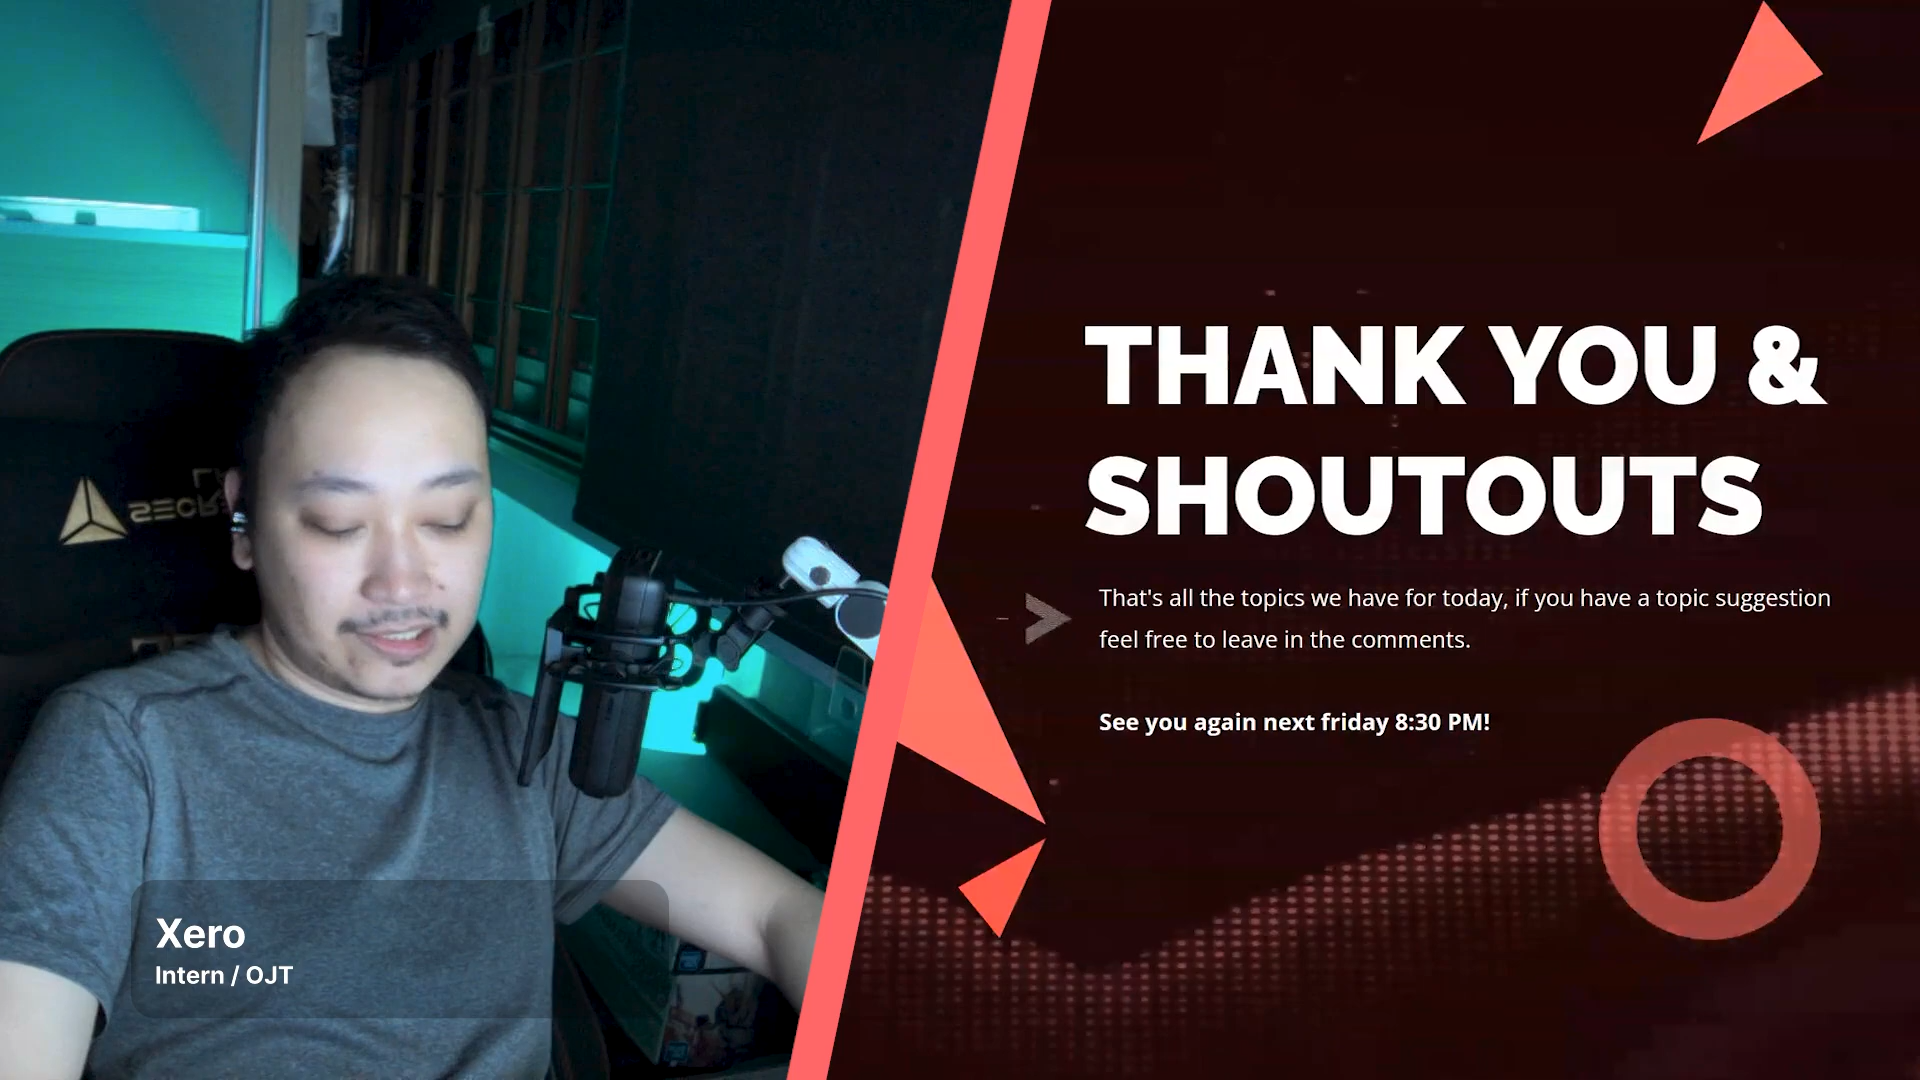 THANK YOU &
SHOUTOUTS
That's all the topics we have for today, if you have a topic suggestion
feel free to leave in the comments.
See you again next friday 8:30 PM!
Xero
Intern / OJT